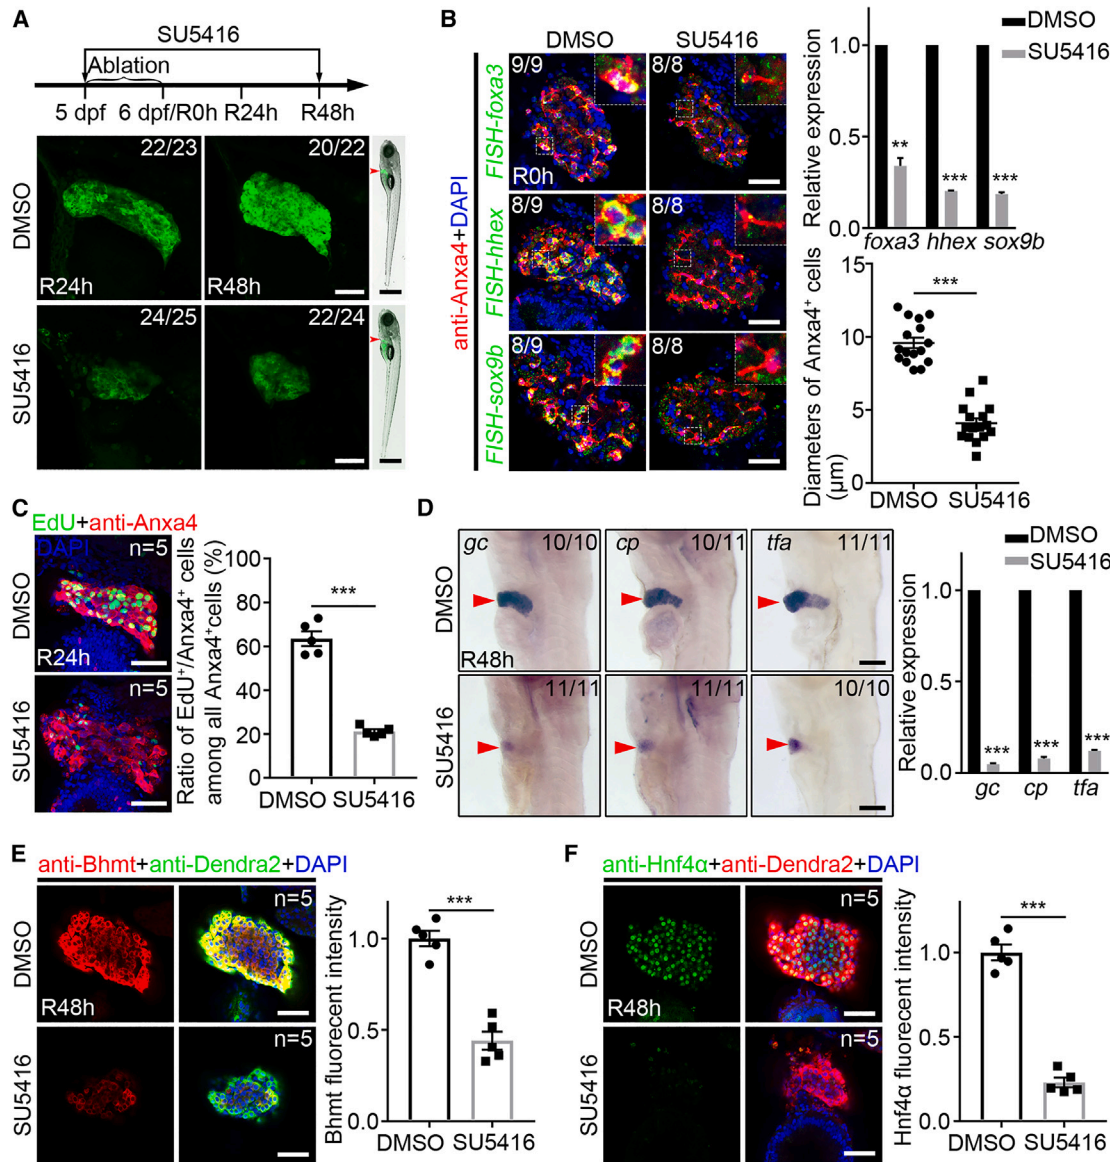 A
SU5416
Ablation
5 dpf 6 dpf/R0h R24h R48h
DMSO
22/23
R24h
20/22
R48h
SU5416
24/25
22/24
B
DMSO SU5416
anti-Anxa4+DAPI
FISH-foxa3
9/9
R0h
8/8
FISH-hhex
8/9
8/8
FISH-sox9b
8/9
8/8
DMSO
SU5416
Relative expression
1.0
0.5
0.0
**
***
***
foxa3 hhex sox9b
Diameters of Anxa4+ cells
(μm)
15
10
5
0
***
DMSO SU5416
C
EdU+anti-Anxa4
DAPI
n=5
DMSO
R24h
SU5416
n=5
Ratio of EdU+/Anxa4+ cells
among all Anxa4+cells (%)
100
80
60
40
20
0
***
DMSO SU5416
D
DMSO
gc 10/10
R48h
cp 10/11
tfa 11/11
SU5416
11/11
11/11
10/10
DMSO
SU5416
Relative expression
1.0
0.5
0.0
***
***
***
gc cp tfa
E
anti-Bhmt+anti-Dendra2+DAPI
DMSO
R48h
n=5
SU5416
n=5
Bhmt fluorecent intensity
1.0
0.5
0.0
***
DMSO SU5416
F
anti-Hnf4α+anti-Dendra2+DAPI
DMSO
R48h
n=5
SU5416
n=5
Hnf4α fluorecent intensity
1.0
0.5
0.0
***
DMSO SU5416